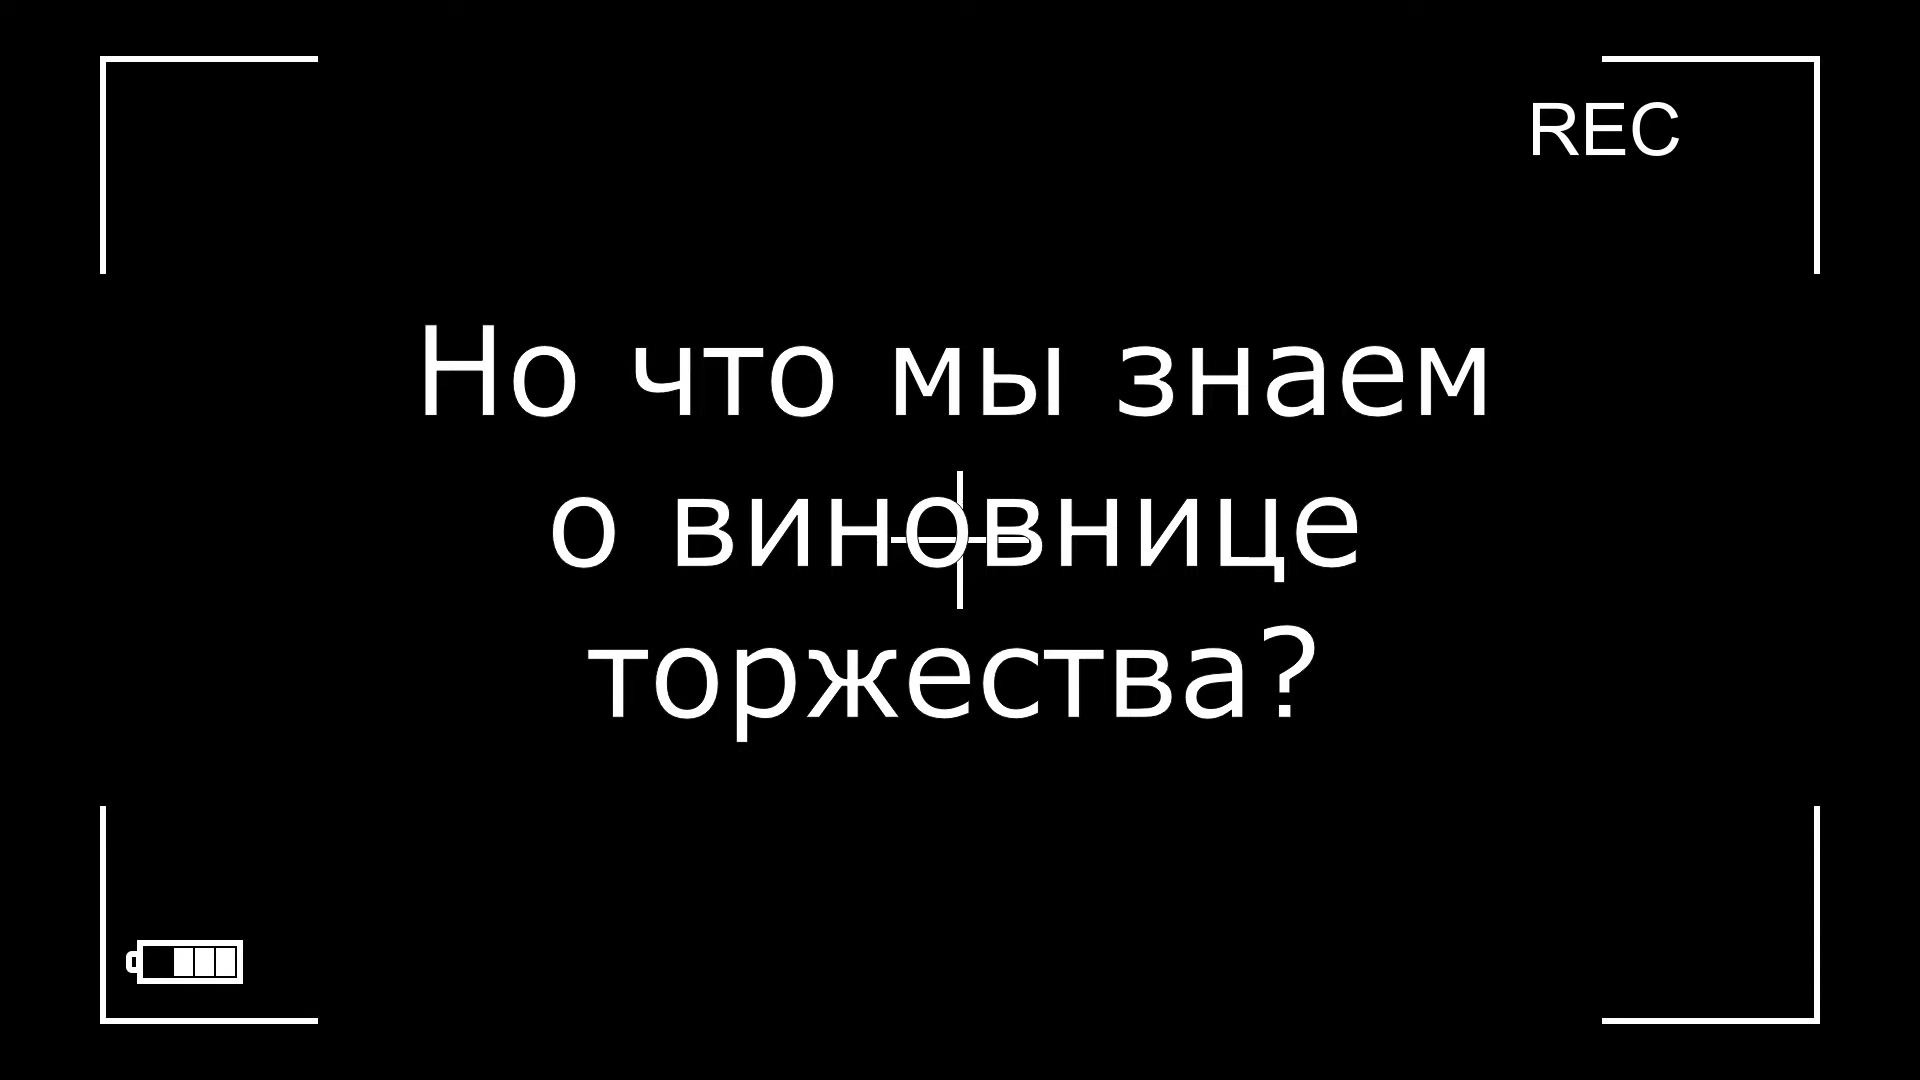 REC
Но что мы знаем
о виновнице
торжества?